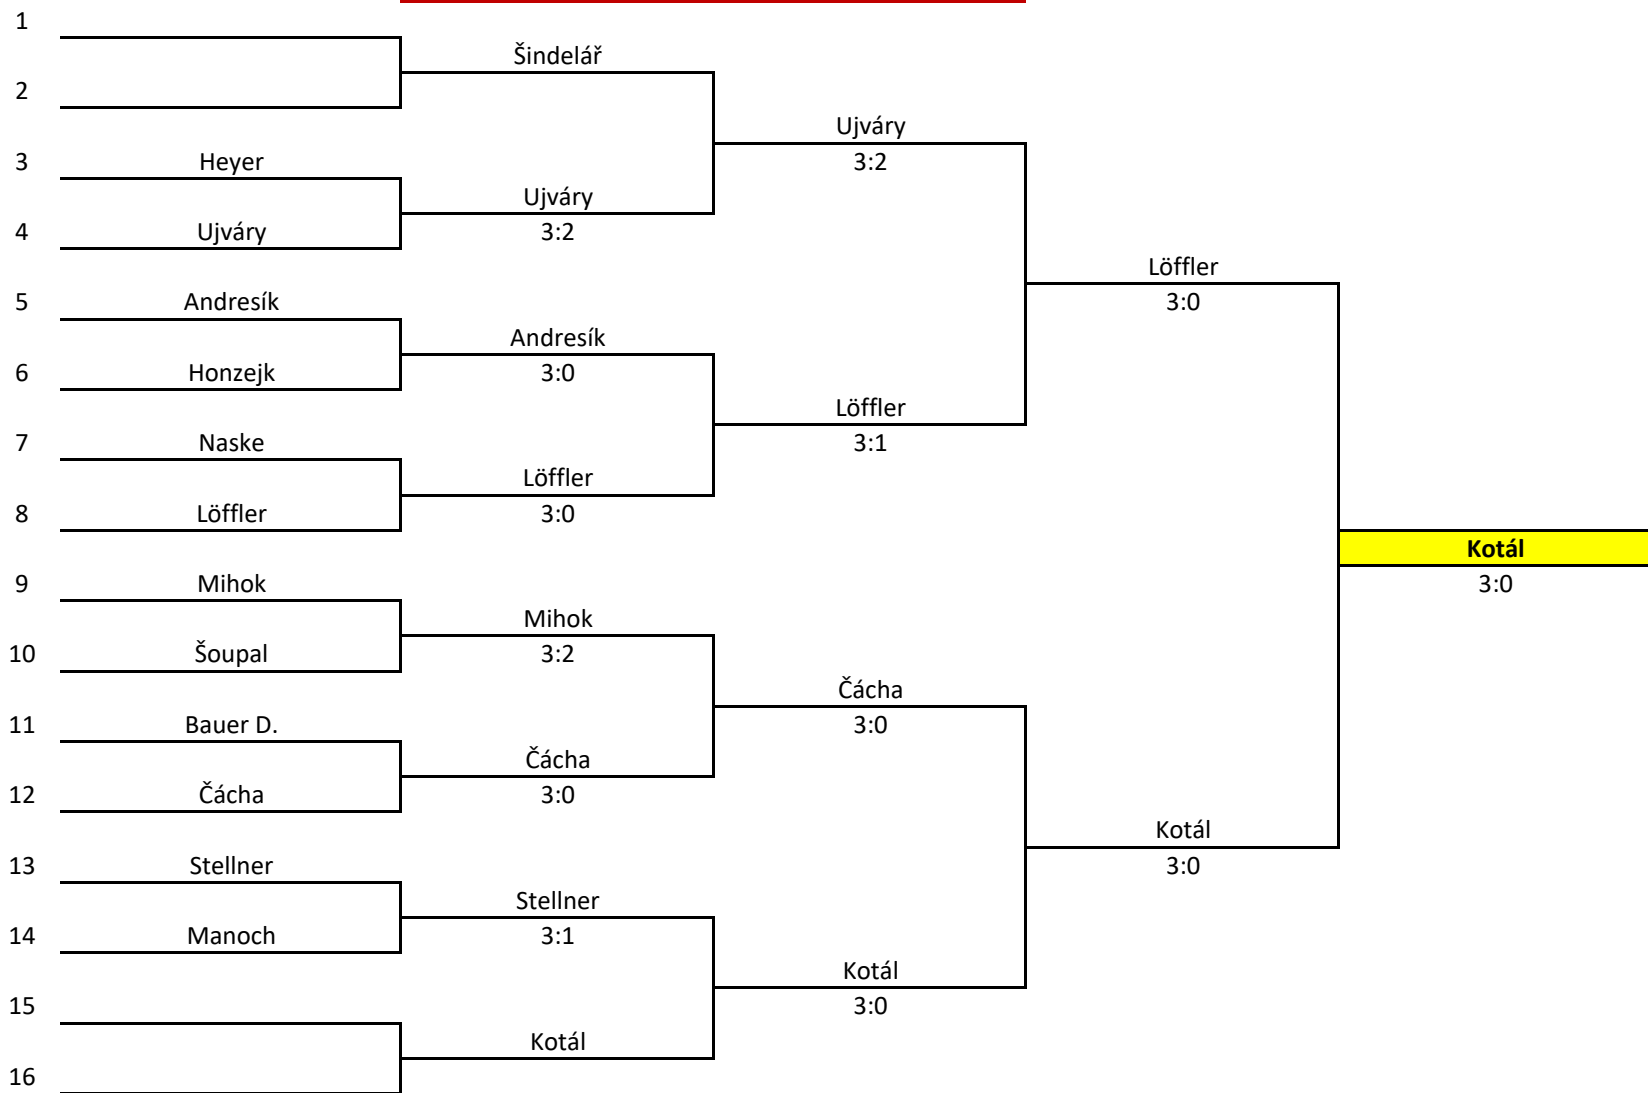 1
Šindelář
2
Ujváry
3 Heyer 3:2
Ujváry
4 Ujváry 3:2
Löffler
5 Andresík 3:0
Andresík
6 Honzejk 3:0
Löffler
7 Naske 3:1
Löffler
8 Löffler 3:0
Kotál
9 Mihok 3:0
Mihok
10 Šoupal 3:2
Čácha
11 Bauer D. 3:0
Čácha
12 Čácha 3:0
Kotál
13 Stellner 3:0
Stellner
14 Manoch 3:1
Kotál
15 3:0
Kotál
16